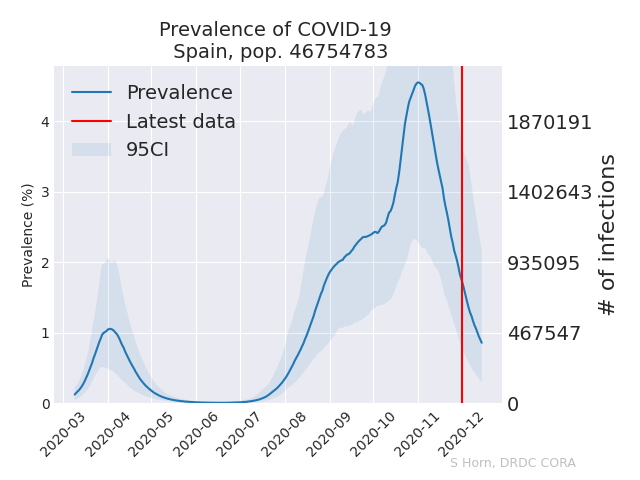 Prevalence of COVID-19
Spain, pop. 46754783
Prevalence
Latest data
95CI
Prevalence (%)
4
3
2
1
0
1870191
1402643
935095
467547
0
# of infections
2020-03
2020-04
2020-05
2020-06
2020-07
2020-08
2020-09
2020-10
2020-11
2020-12
S Horn, DRDC CORA